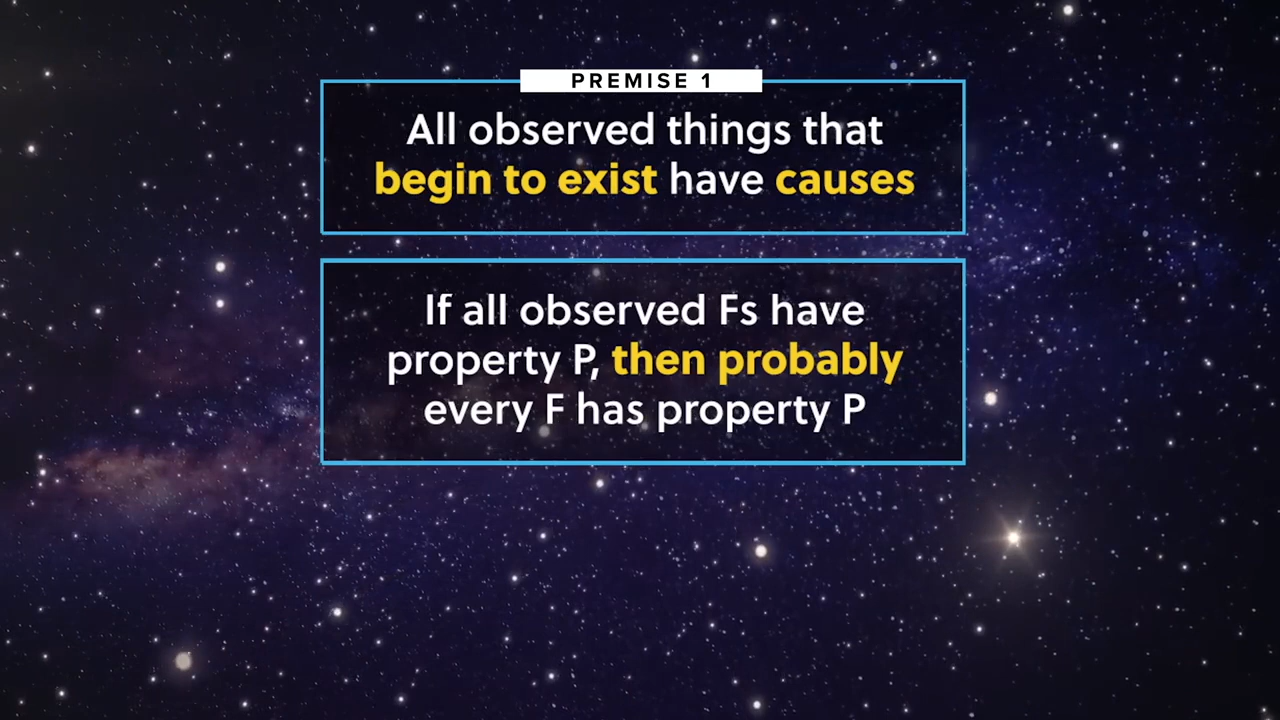 PREMISE 1
All observed things that
begin to exist have causes
If all observed Fs have
property P, then probably
every F has property P